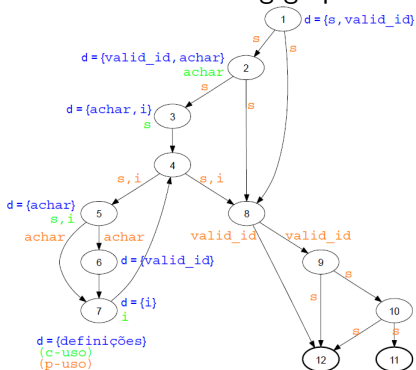 1 d = {s,valid_id}
s
s
d = {valid_id,achar}
achar
2
s
s
d = {achar,i}
s
3
4
s,i
s,i
d = {achar}
s,i
5
8
achar
achar
valid_id
valid_id
6
d = {valid_id}
9
s
s
7
d = {i}
i
10
s
s
d = {definições}
(c-uso)
(p-uso)
12
11